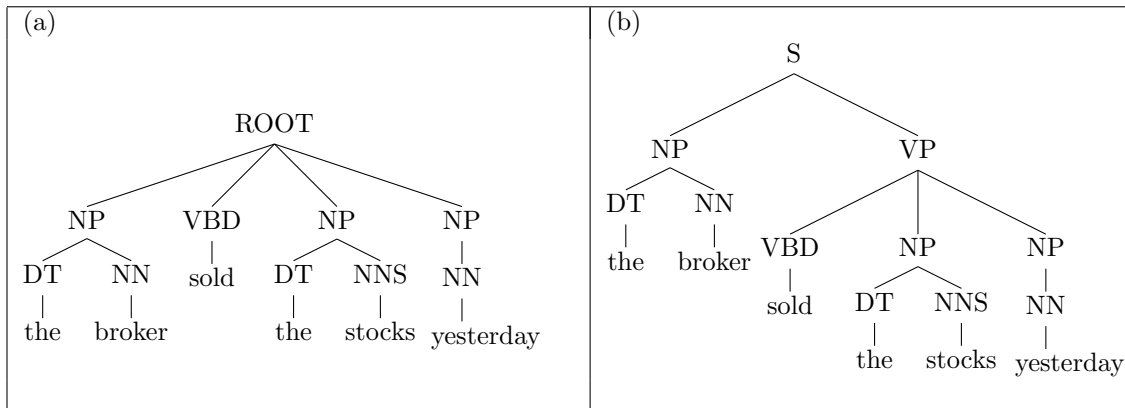 (a)
ROOT
NP VBD NP NP
DT NN sold DT NNS NN
the broker the stocks yesterday
(b)
S
NP VP
DT NN
the broker
VBD NP NP
sold DT NNS NN
the stocks yesterday